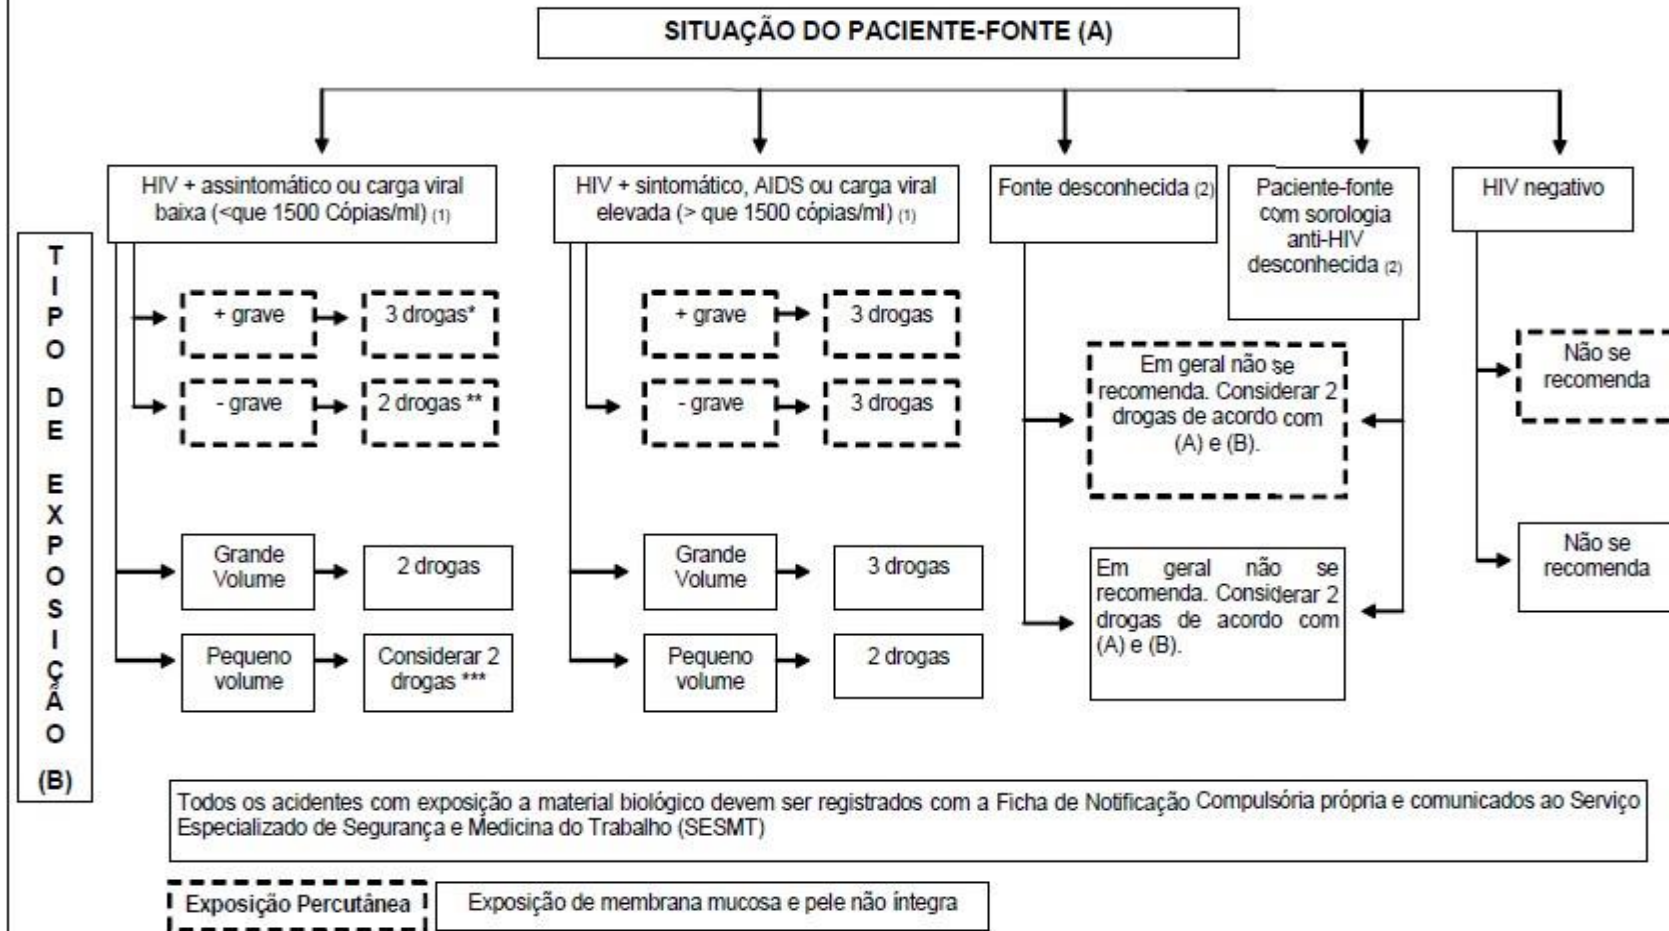 SITUAÇÃO DO PACIENTE-FONTE (A)
HIV + assintomático ou carga viral
baixa (<que 1500 Cópias/ml) (1)
HIV + sintomático, AIDS ou carga viral
elevada (> que 1500 cópias/ml) (1)
Fonte desconhecida (2)
Paciente-fonte
com sorologia
anti-HIV
desconhecida (2)
HIV negativo
TIPO DE EXPOSIÇÃO (B)
+ grave
3 drogas*
- grave
2 drogas **
Grande
Volume
2 drogas
Pequeno
volume
Considerar 2
drogas ***
+ grave
3 drogas
- grave
3 drogas
Grande
Volume
3 drogas
Pequeno
volume
2 drogas
Em geral não se
recomenda. Considerar 2
drogas de acordo com
(A) e (B).
Em geral não se
recomenda. Considerar 2
drogas de acordo com
(A) e (B).
Não se
recomenda
Não se
recomenda
Todos os acidentes com exposição a material biológico devem ser registrados com a Ficha de Notificação Compulsória própria e comunicados ao Serviço
Especializado de Segurança e Medicina do Trabalho (SESMT)
Exposição Percutânea
Exposição de membrana mucosa e pele não íntegra